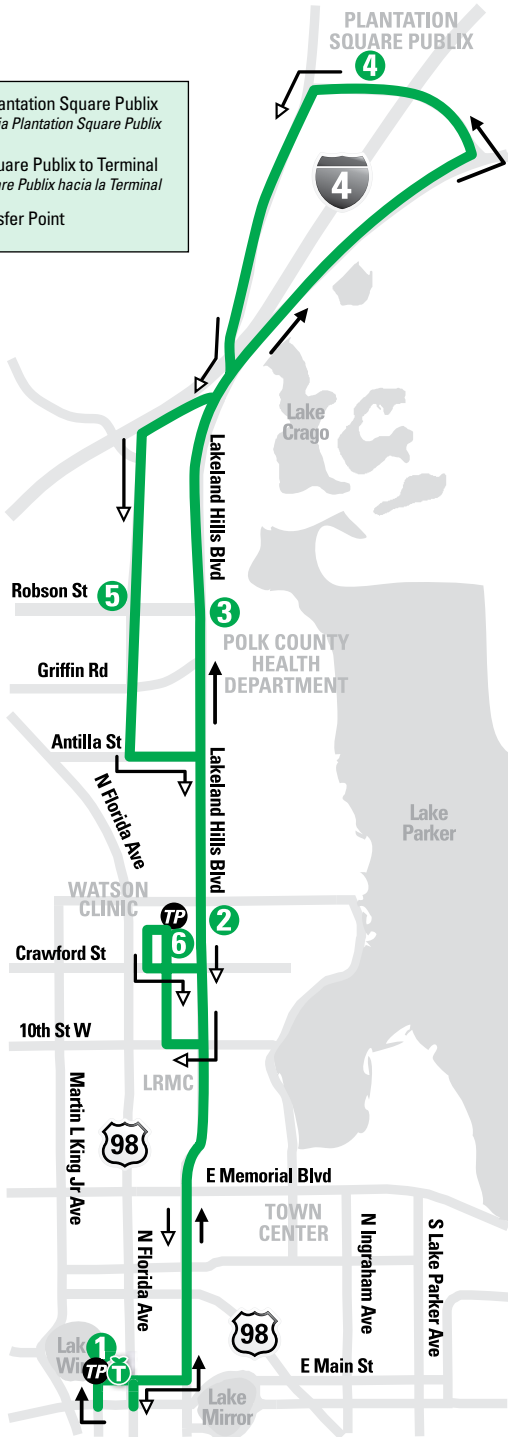 PLANTATION
SQUARE PUBLIX
4
antation Square Publix
ia Plantation Square Publix
uare Publix to Terminal
re Publix hacia la Terminal
sfer Point
4
Lake
Crago
Lakeland Hills Blvd
Robson St
5
3
POLK COUNTY
HEALTH
DEPARTMENT
Griffin Rd
Antilla St
N Florida Ave
Lakeland Hills Blvd
Lake
Parker
WATSON
CLINIC
TP
2
6
Crawford St
10th St W
LRMC
Martin L King Jr Ave
98
E Memorial Blvd
TOWN
CENTER
N Florida Ave
N Ingraham Ave
S Lake Parker Ave
98
1
Lake
Wi
TP
T
E Main St
Lake
Mirror